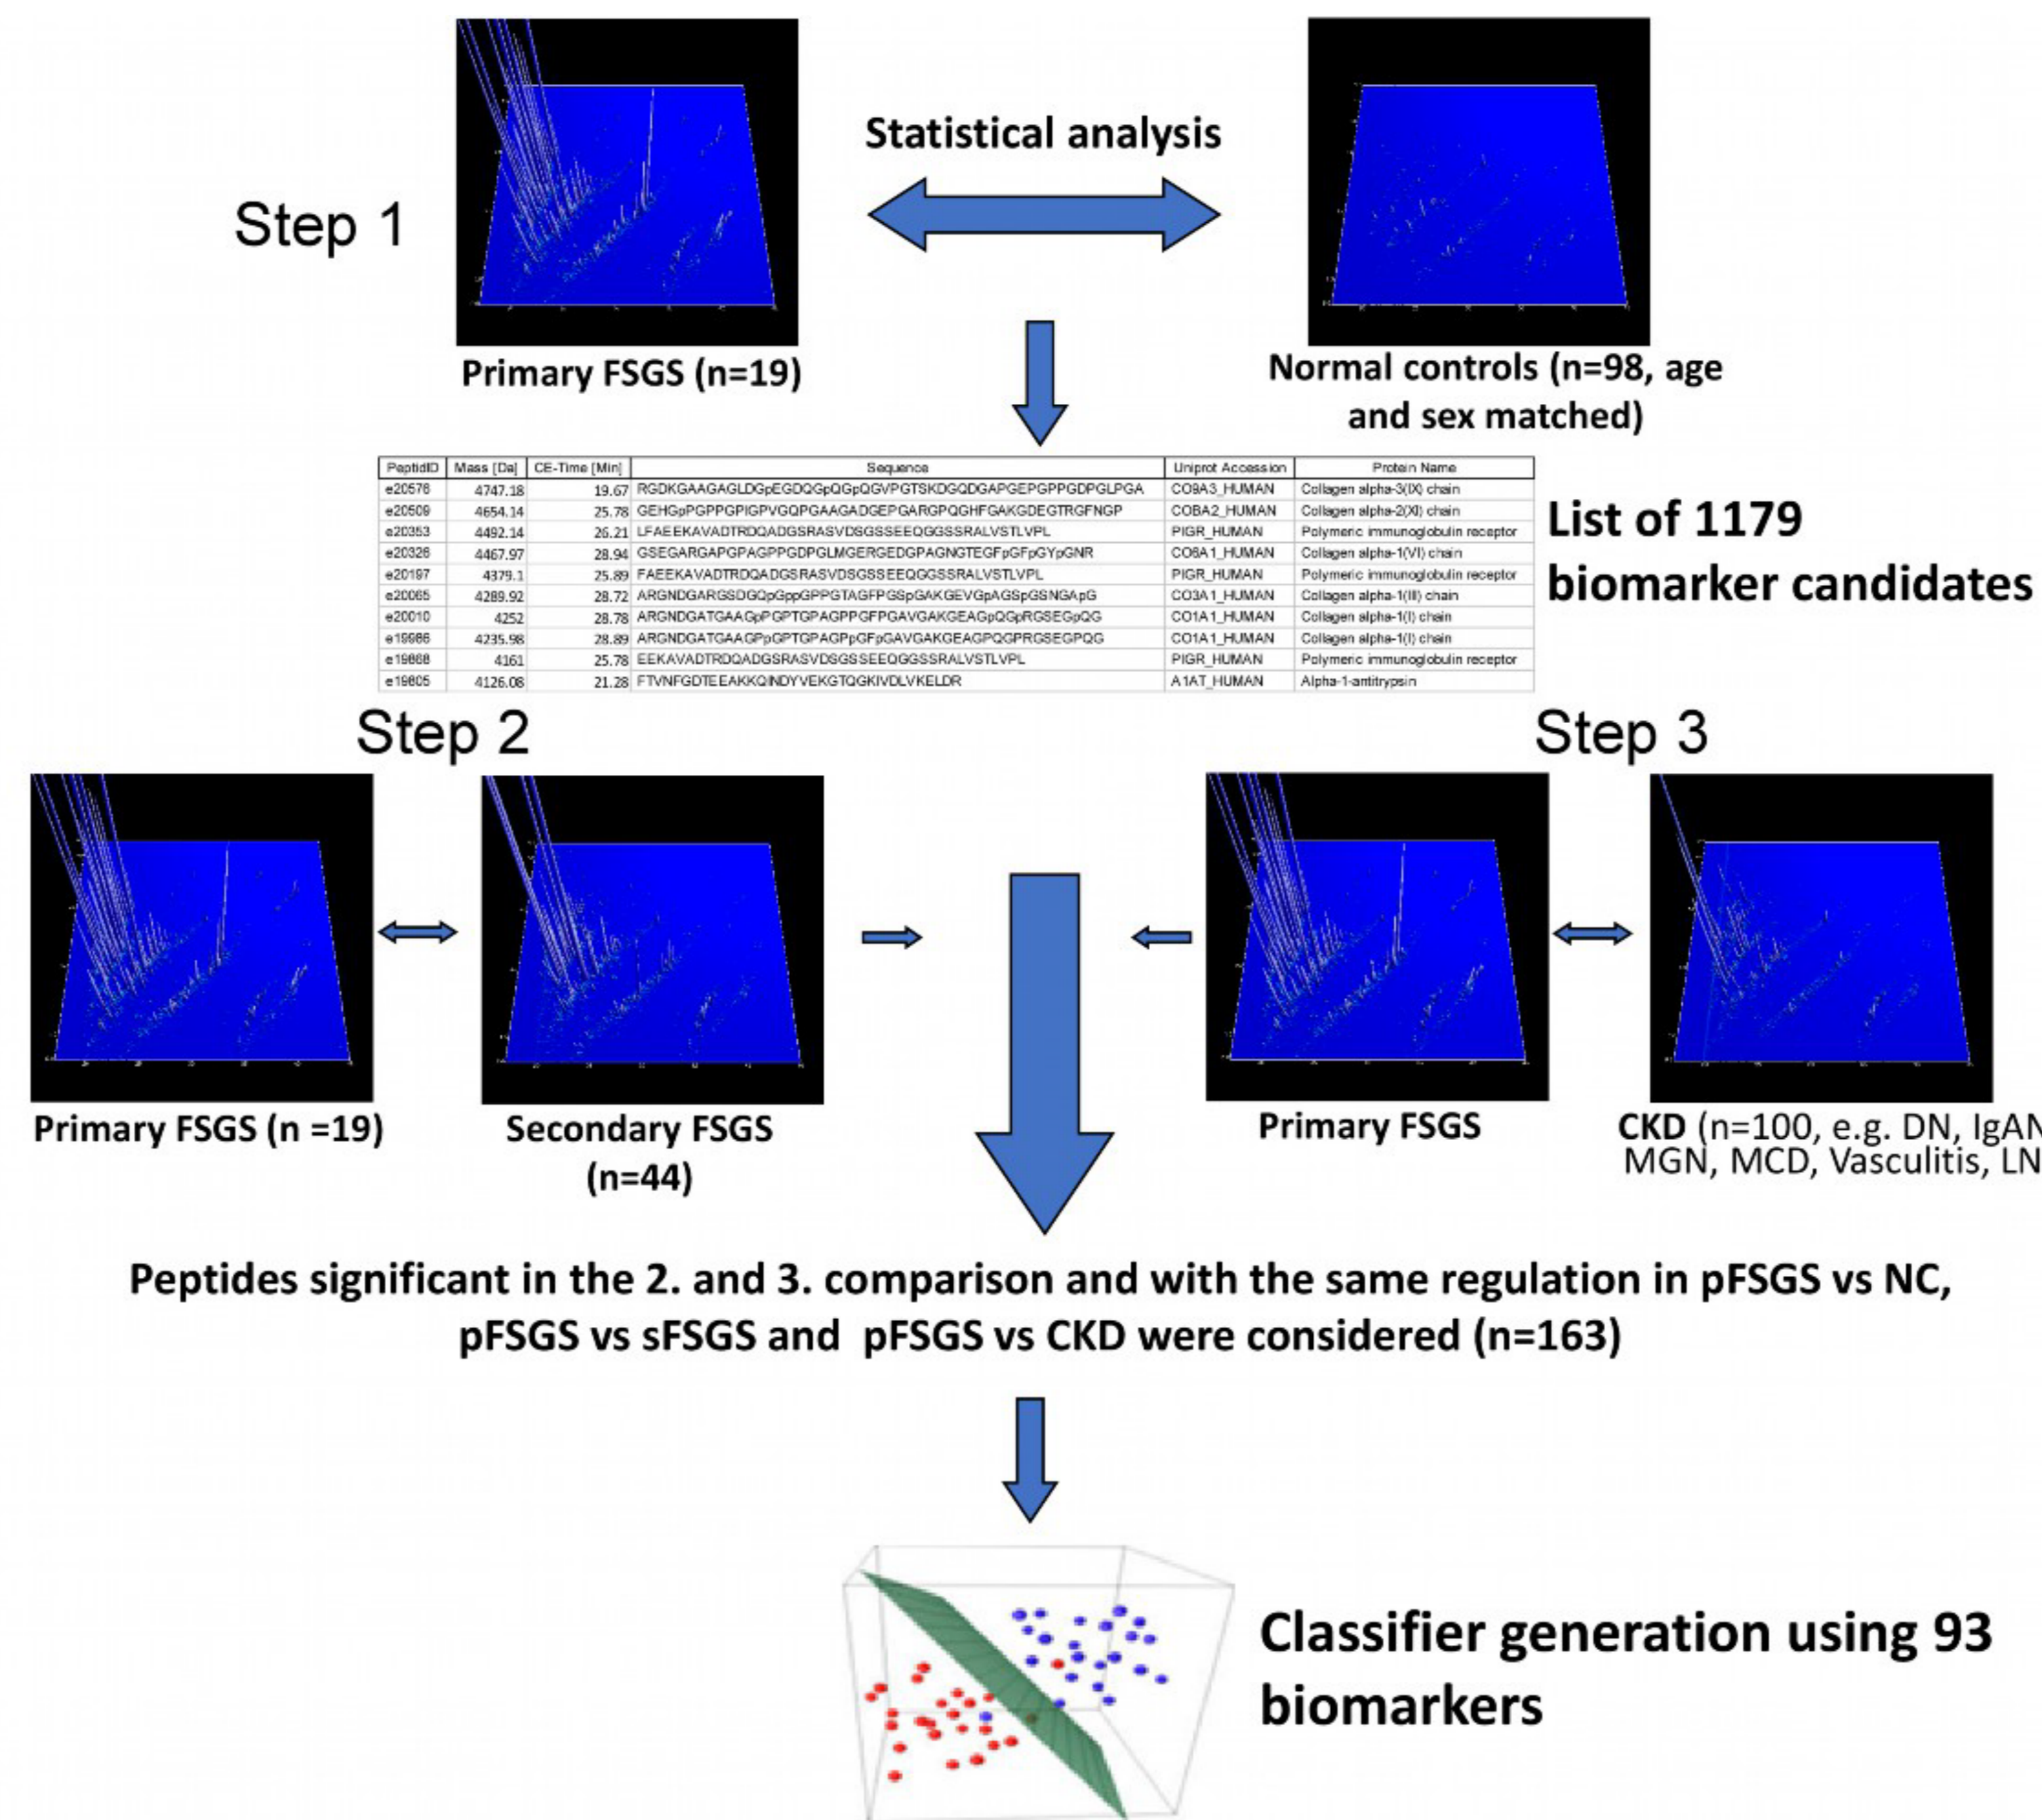 Statistical analysis
Step 1
Primary FSGS (n=19)
Normal controls (n=98, age
and sex matched)
PeptidID Mass [Da] CE-Time [Min] Sequence Uniprot Accession Protein Name
e20576 4747.18 19.67 RGDKGAAGAGLDGpEGDQGpQGpQGVPGTSKDGQDGAPGEPGPPGDPGLPGA CO9A3_HUMAN Collagen alpha-3(IX) chain
e20509 4654.14 25.78 GEHGpPGPPGPIGPVGQPGAAGADGEPGARGPQGHFGAKGDEGTRGFNGP COBA2_HUMAN Collagen alpha-2(XI) chain
e20353 4492.14 26.21 LFAEEKAVADTRDQADGSRASVDSGSSEEQGGSSRALVSTLVPL PIGR_HUMAN Polymeric immunoglobulin receptor
e20326 4467.97 28.94 GSEGARGAPGPAGPPGDPGLMGERGEDGPAGNGTEGFpGFpGYpGNR CO6A1_HUMAN Collagen alpha-1(VI) chain
e20197 4379.1 25.89 FAEEKAVADTRDQADGSRASVDSGSSEEQGGSSRALVSTLVPL PIGR_HUMAN Polymeric immunoglobulin receptor
e20065 4289.92 28.72 ARGNDGARGSDGQpGppGPPGTAGFPGSpGAKGEVGpAGSpGSNGApG CO3A1_HUMAN Collagen alpha-1(III) chain
e20010 4252 28.78 ARGNDGATGAAGpPGPTGPAGPPGFPGAVGAKGEAGpQGpRGSEGpQG CO1A1_HUMAN Collagen alpha-1(I) chain
e19986 4235.98 28.89 ARGNDGATGAAGPpGPTGPAGPpGFpGAVGAKGEAGPQGPRGSEGPQG CO1A1_HUMAN Collagen alpha-1(I) chain
e19868 4161 25.78 EEKAVADTRDQADGSRASVDSGSSEEQGGSSRALVSTLVPL PIGR_HUMAN Polymeric immunoglobulin receptor
e19805 4126.08 21.28 FTVNFGDTEEAKKQINDYVEKGTQGKIVDLVKELDR A1AT_HUMAN Alpha-1-antitrypsin
List of 1179
biomarker candidates
Step 2
Step 3
Primary FSGS (n =19)
Secondary FSGS
(n=44)
Primary FSGS
CKD (n=100, e.g. DN, IgAN
MGN, MCD, Vasculitis, LN
Peptides significant in the 2. and 3. comparison and with the same regulation in pFSGS vs NC,
pFSGS vs sFSGS and pFSGS vs CKD were considered (n=163)
Classifier generation using 93
biomarkers